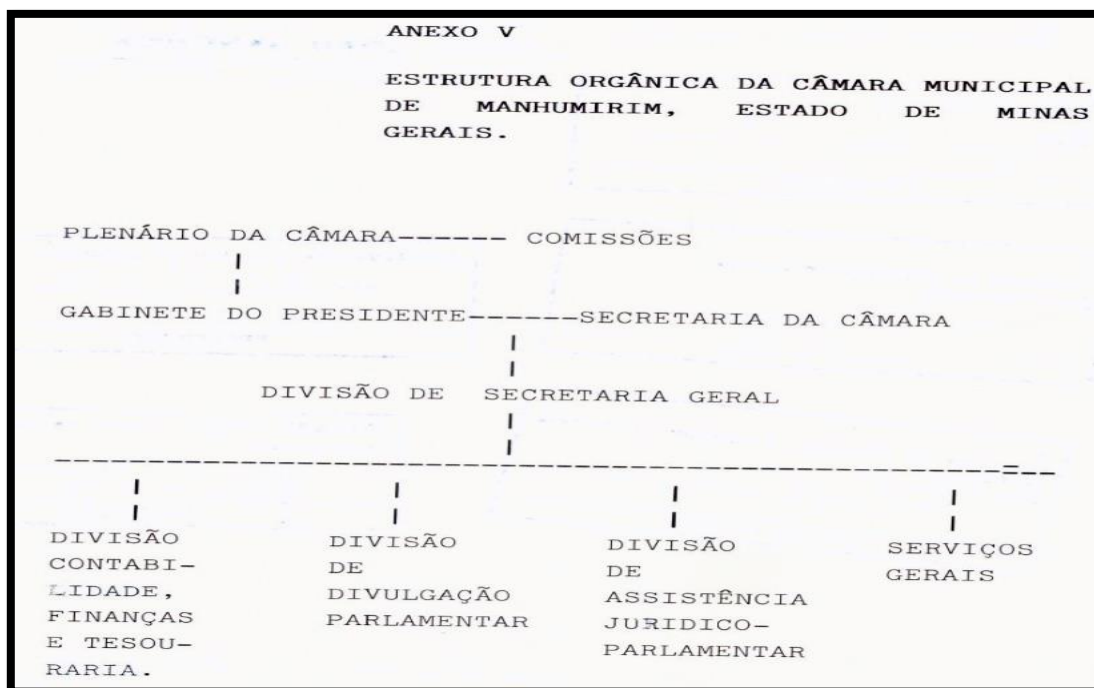 ANEXO V
ESTRUTURA ORGÂNICA DA CÂMARA MUNICIPAL
DE MANHUMIRIM, ESTADO DE MINAS
GERAIS.
PLENÁRIO DA CÂMARA------ COMISSÕES
GABINETE DO PRESIDENTE------SECRETARIA DA CÂMARA
DIVISÃO DE SECRETARIA GERAL
DIVISÃO
CONTABI-
LIDADE,
FINANÇAS
E TESOU-
RARIA.
DIVISÃO
DE
DIVULGAÇÃO
PARLAMENTAR
DIVISÃO
DE
ASSISTÊNCIA
JURIDICO-
PARLAMENTAR
SERVIÇOS
GERAIS